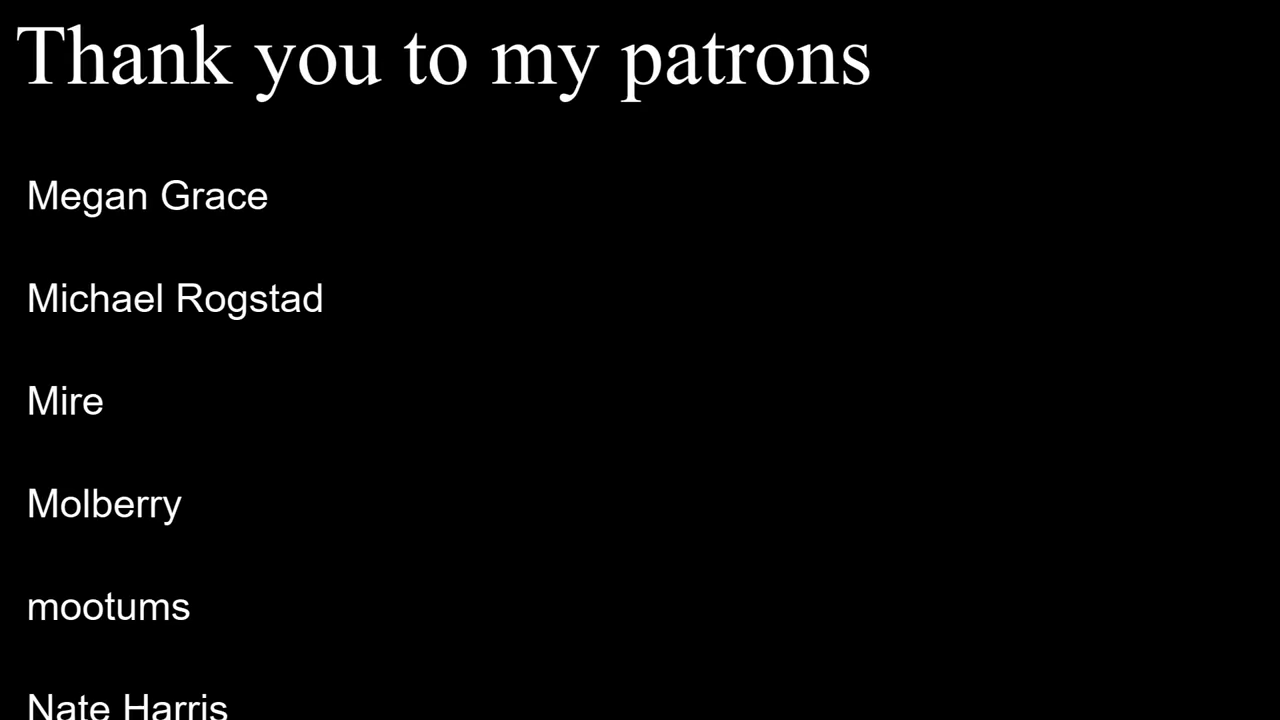 Thank you to my patrons
Megan Grace
Michael Rogstad
Mire
Molberry
mootums
Nate Harris